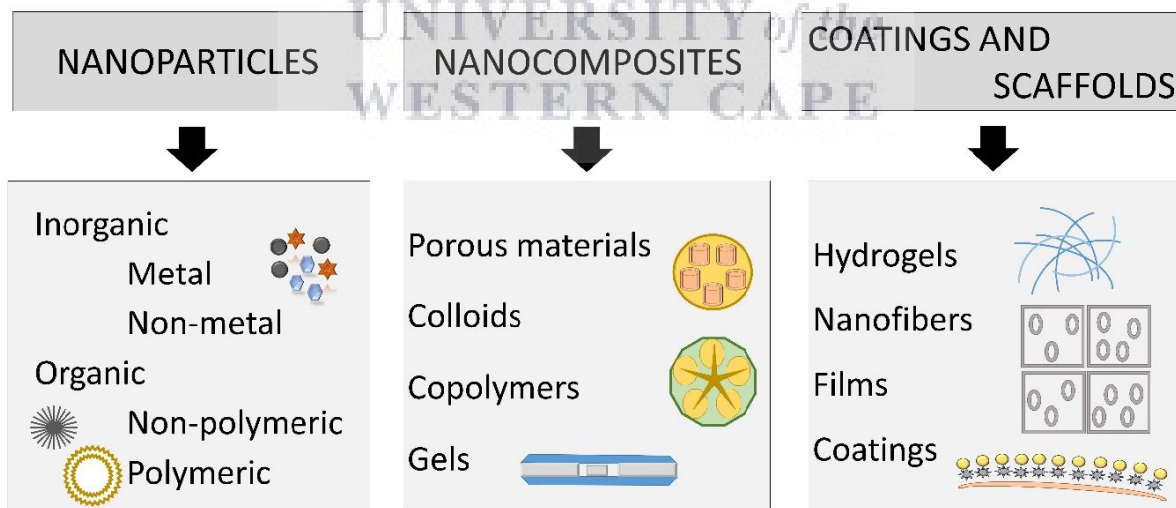 UNIVERSITY of the
WESTERN CAPE
NANOPARTICLES
NANOCOMPOSITES
COATINGS AND
SCAFFOLDS
Inorganic
Metal
Non-metal
Organic
Non-polymeric
Polymeric
Porous materials
Colloids
Copolymers
Gels
Hydrogels
Nanofibers
Films
Coatings